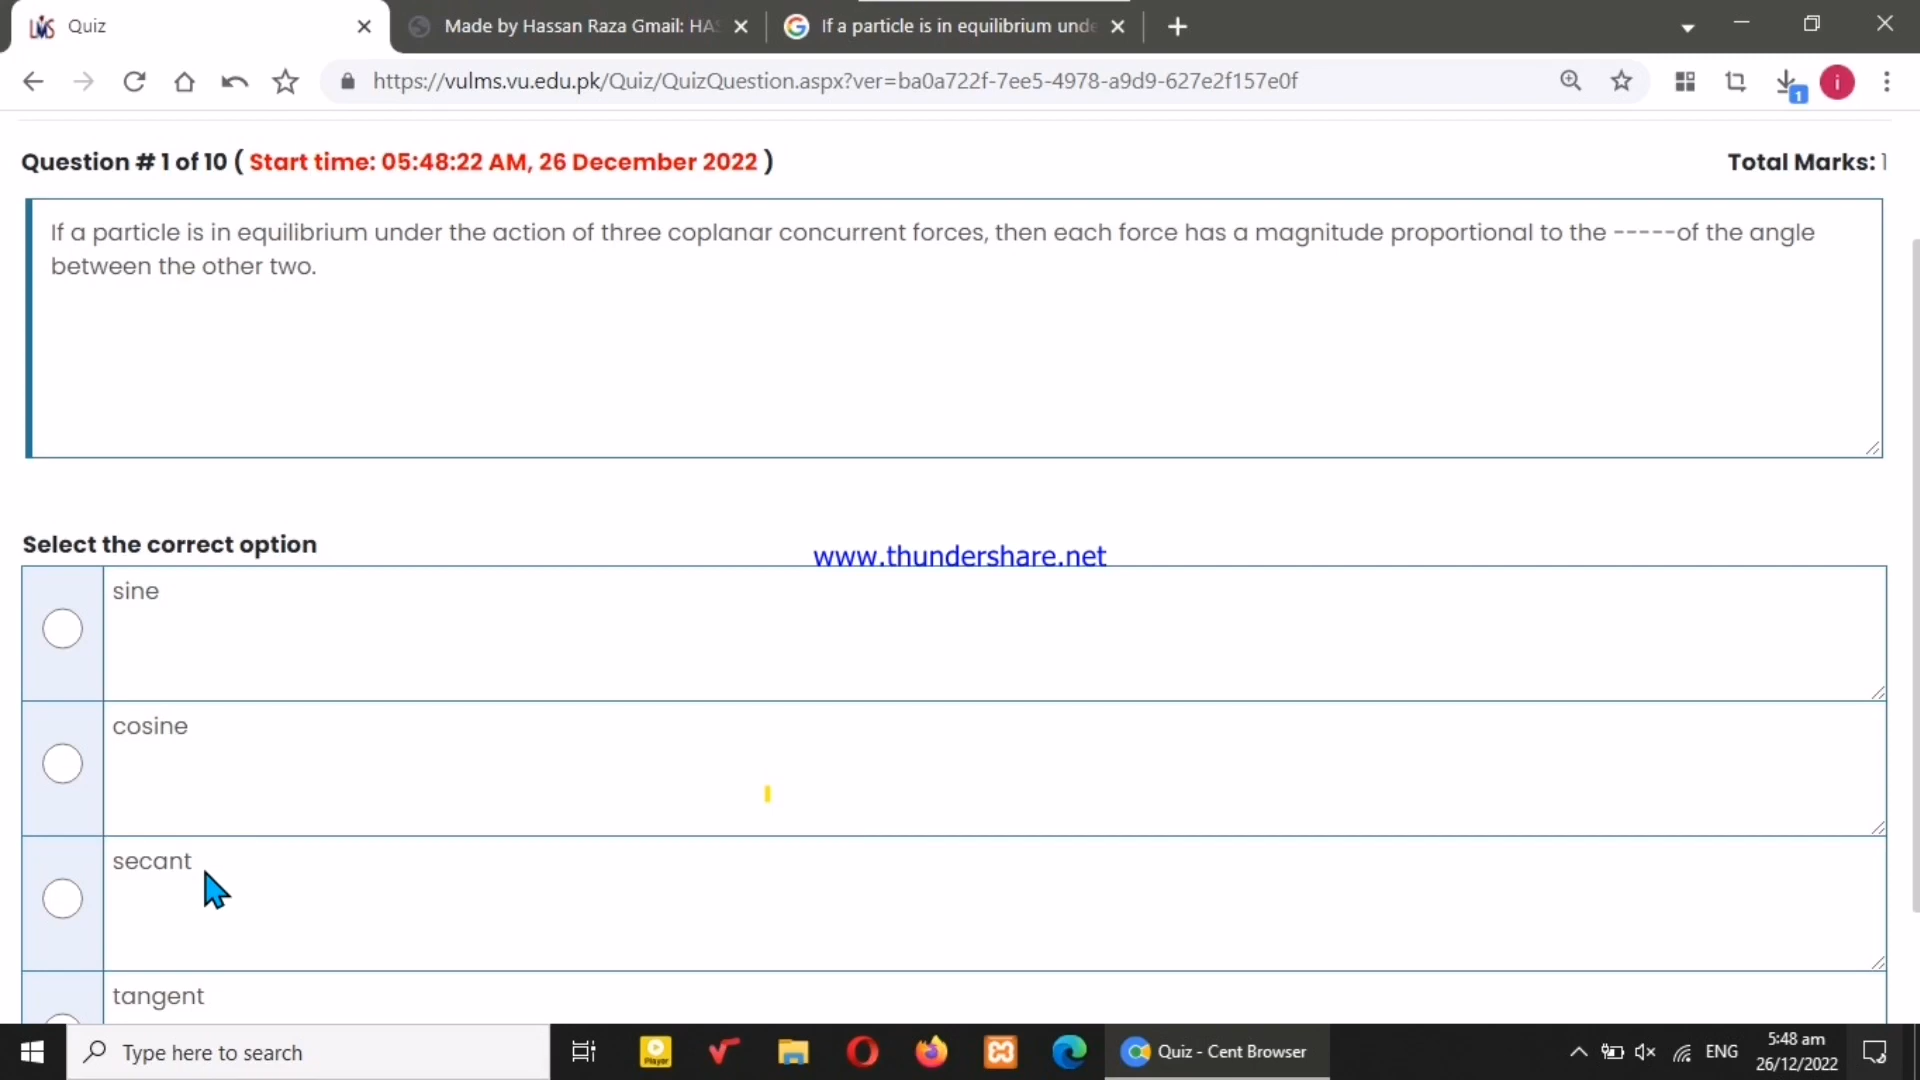 Quiz
Made by Hassan Raza Gmail: HAS
If a particle is in equilibrium unde
https://vulms.vu.edu.pk/Quiz/QuizQuestion.aspx?ver=ba0a722f-7ee5-4978-a9d9-627e2f157e0f
i
1
Question # 1 of 10 ( Start time: 05:48:22 AM, 26 December 2022 )
Total Marks: 1
If a particle is in equilibrium under the action of three coplanar concurrent forces, then each force has a magnitude proportional to the -----of the angle
between the other two.
Select the correct option
www.thundershare.net
sine
cosine
secant
tangent
Type here to search
Player
Quiz - Cent Browser
ENG
5:48 am
26/12/2022